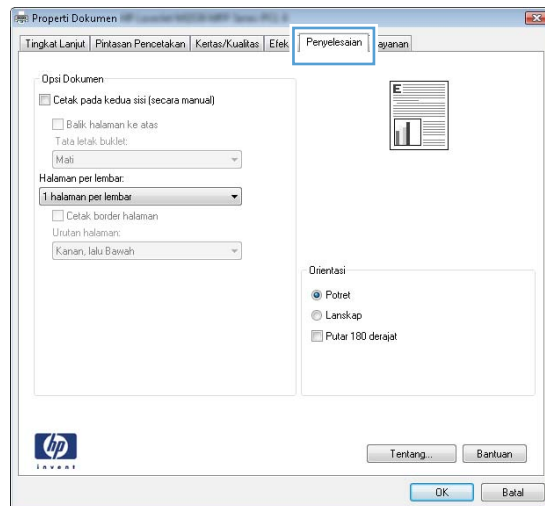 Properti Dokumen
Tingkat Lanjut Pintasan Pencetakan Kertas/Kualitas Efek Penyelesaian ayanan
Opsi Dokumen
Cetak pada kedua sisi (secara manual)
Balik halaman ke atas
Tata letak buklet:
Mati
Halaman per lembar:
1 halaman per lembar
Cetak border halaman
Urutan halaman:
Kanan, lalu Bawah
E
Orientasi
Potret
Lanskap
Putar 180 derajat
hp
invent
Tentang... Bantuan
OK Batal